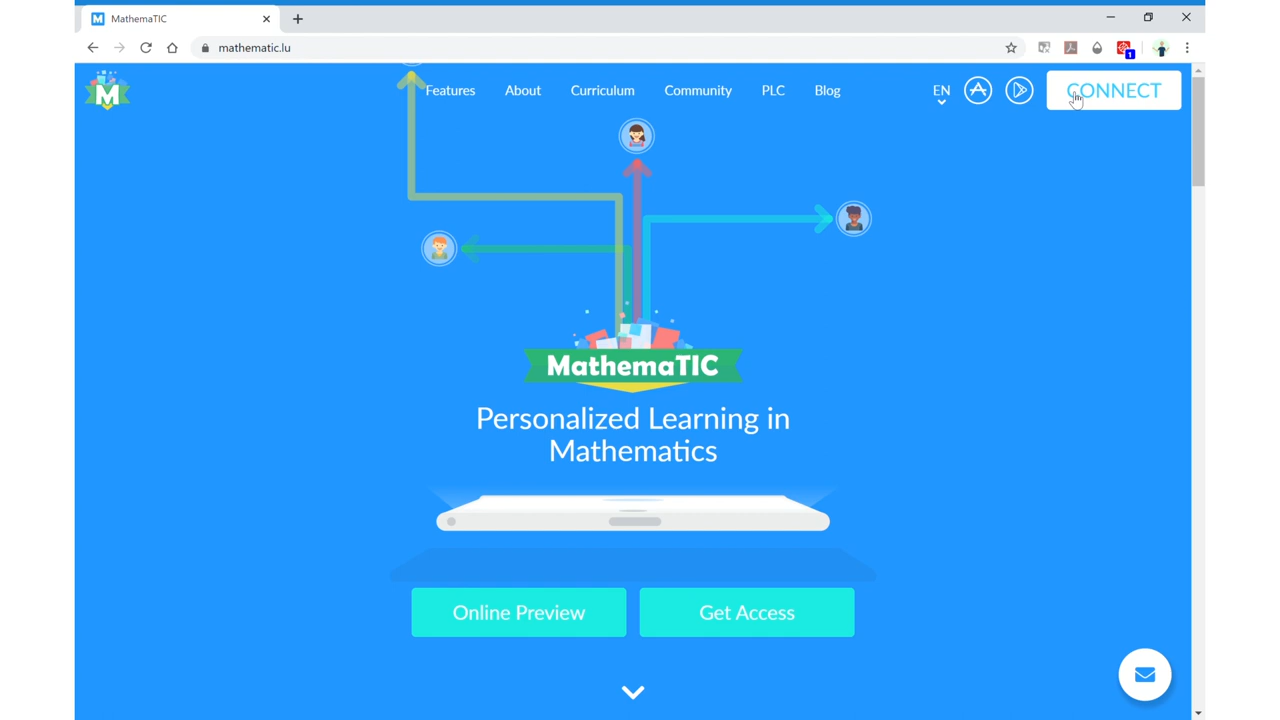 MathemaTIC
mathematic.lu
1
M
Features About Curriculum Community PLC Blog EN CONNECT
MathemaTIC
Personalized Learning in
Mathematics
Online Preview Get Access